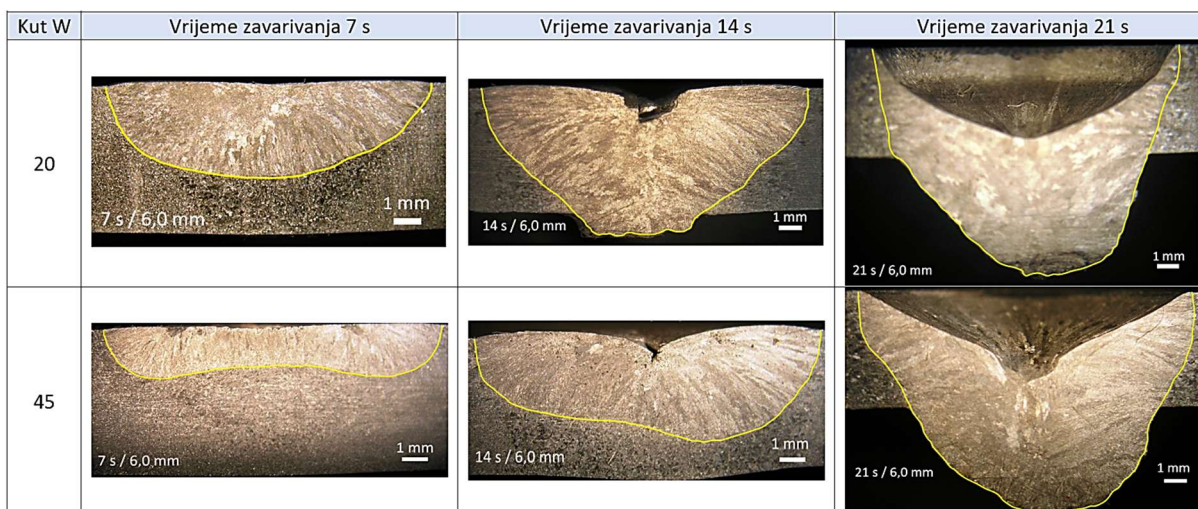 Kut W Vrijeme zavarivanja 7 s Vrijeme zavarivanja 14 s Vrijeme zavarivanja 21 s
20
1 mm
7 s / 6,0 mm
1 mm
14 s / 6,0 mm
1 mm
21 s / 6,0 mm
45
1 mm
7 s / 6,0 mm
1 mm
14 s / 6,0 mm
1 mm
21 s / 6,0 mm